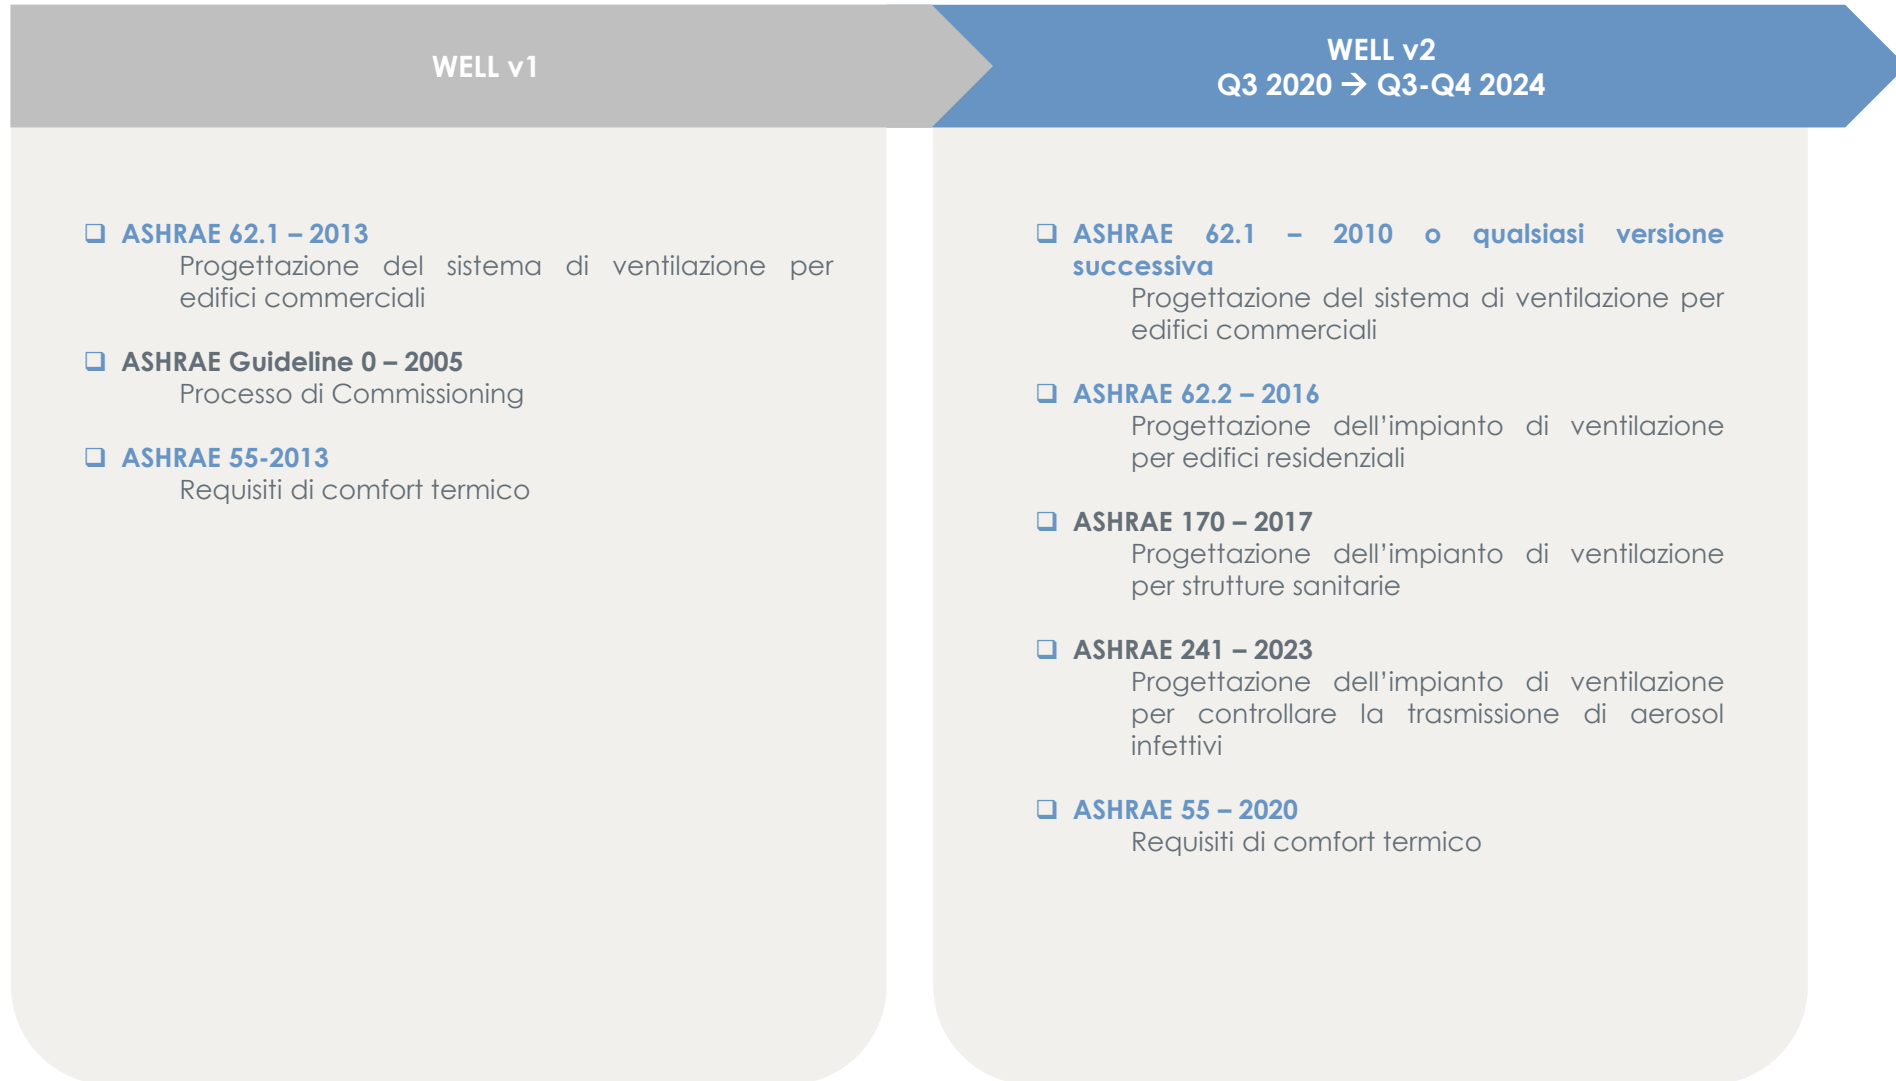 WELL v1
❑ ASHRAE 62.1 – 2013
Progettazione del sistema di ventilazione per
edifici commerciali
❑ ASHRAE Guideline 0 – 2005
Processo di Commissioning
❑ ASHRAE 55-2013
Requisiti di comfort termico
WELL v2
Q3 2020 → Q3-Q4 2024
❑ ASHRAE 62.1 – 2010 o qualsiasi versione
successiva
Progettazione del sistema di ventilazione per
edifici commerciali
❑ ASHRAE 62.2 – 2016
Progettazione dell’impianto di ventilazione
per edifici residenziali
❑ ASHRAE 170 – 2017
Progettazione dell’impianto di ventilazione
per strutture sanitarie
❑ ASHRAE 241 – 2023
Progettazione dell’impianto di ventilazione
per controllare la trasmissione di aerosol
infettivi
❑ ASHRAE 55 – 2020
Requisiti di comfort termico